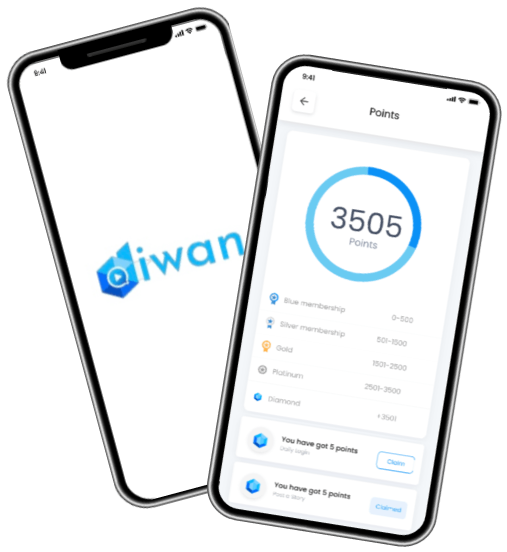 9:41
aiwan
9:41
Points
3505
Points
Blue membership 0-500
Silver membership 501-1500
Gold 1501-2500
Platinum 2501-3500
Diamond +3501
You have got 5 points
Daily login
Claim
You have got 5 points
Post a story
Claimed